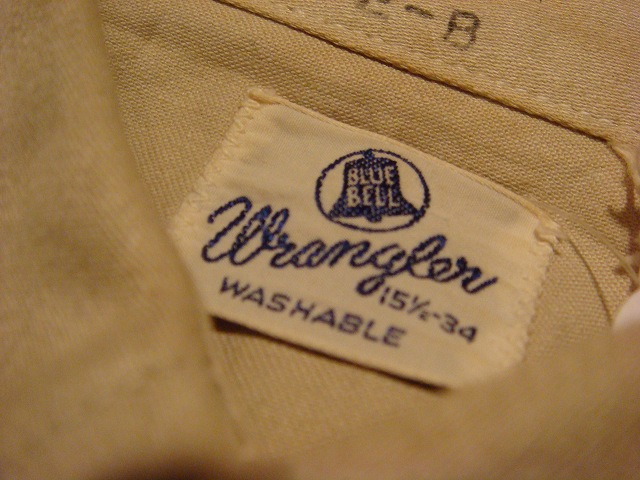 -B
BLUE
BELL
Wrangler
15½-34
WASHABLE